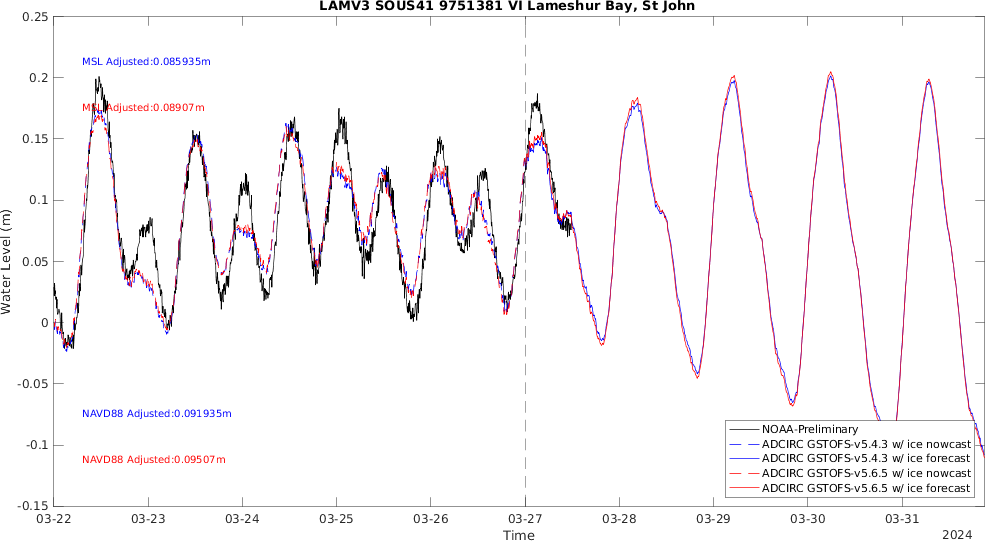 LAMV3 SOUS41 9751381 VI Lameshur Bay, St John
0.25
0.2
0.15
0.1
0.05
0
-0.05
-0.1
-0.15
Water Level (m)
MSL Adjusted:0.085935m
MSL Adjusted:0.08907m
NAVD88 Adjusted:0.091935m
NAVD88 Adjusted:0.09507m
NOAA-Preliminary
ADCIRC GSTOFS-v5.4.3 w/ ice nowcast
ADCIRC GSTOFS-v5.4.3 w/ ice forecast
ADCIRC GSTOFS-v5.6.5 w/ ice nowcast
ADCIRC GSTOFS-v5.6.5 w/ ice forecast
03-22 03-23 03-24 03-25 03-26 03-27 03-28 03-29 03-30 03-31
Time
2024